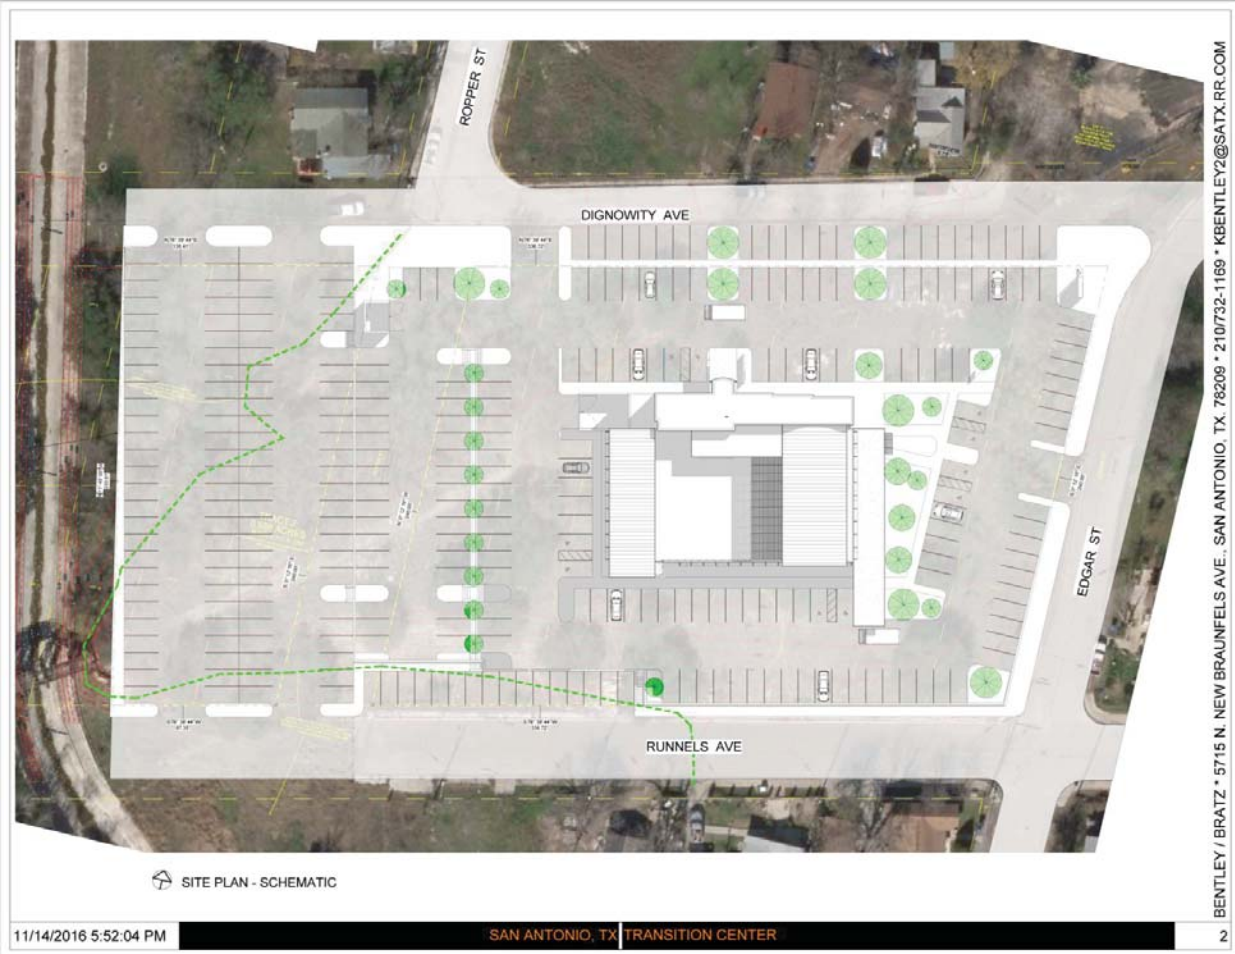 ROPPER ST
DIGNOWITY AVE
EDGAR ST
RUNNELS AVE
SITE PLAN - SCHEMATIC
11/14/2016 5:52:04 PM
SAN ANTONIO, TX TRANSITION CENTER
2
BENTLEY / BRATZ * 5715 N. NEW BRAUNFELS AVE., SAN ANTONIO, TX. 78209 * 210/732-1169 * KBENTLEY2@SATX.RR.COM